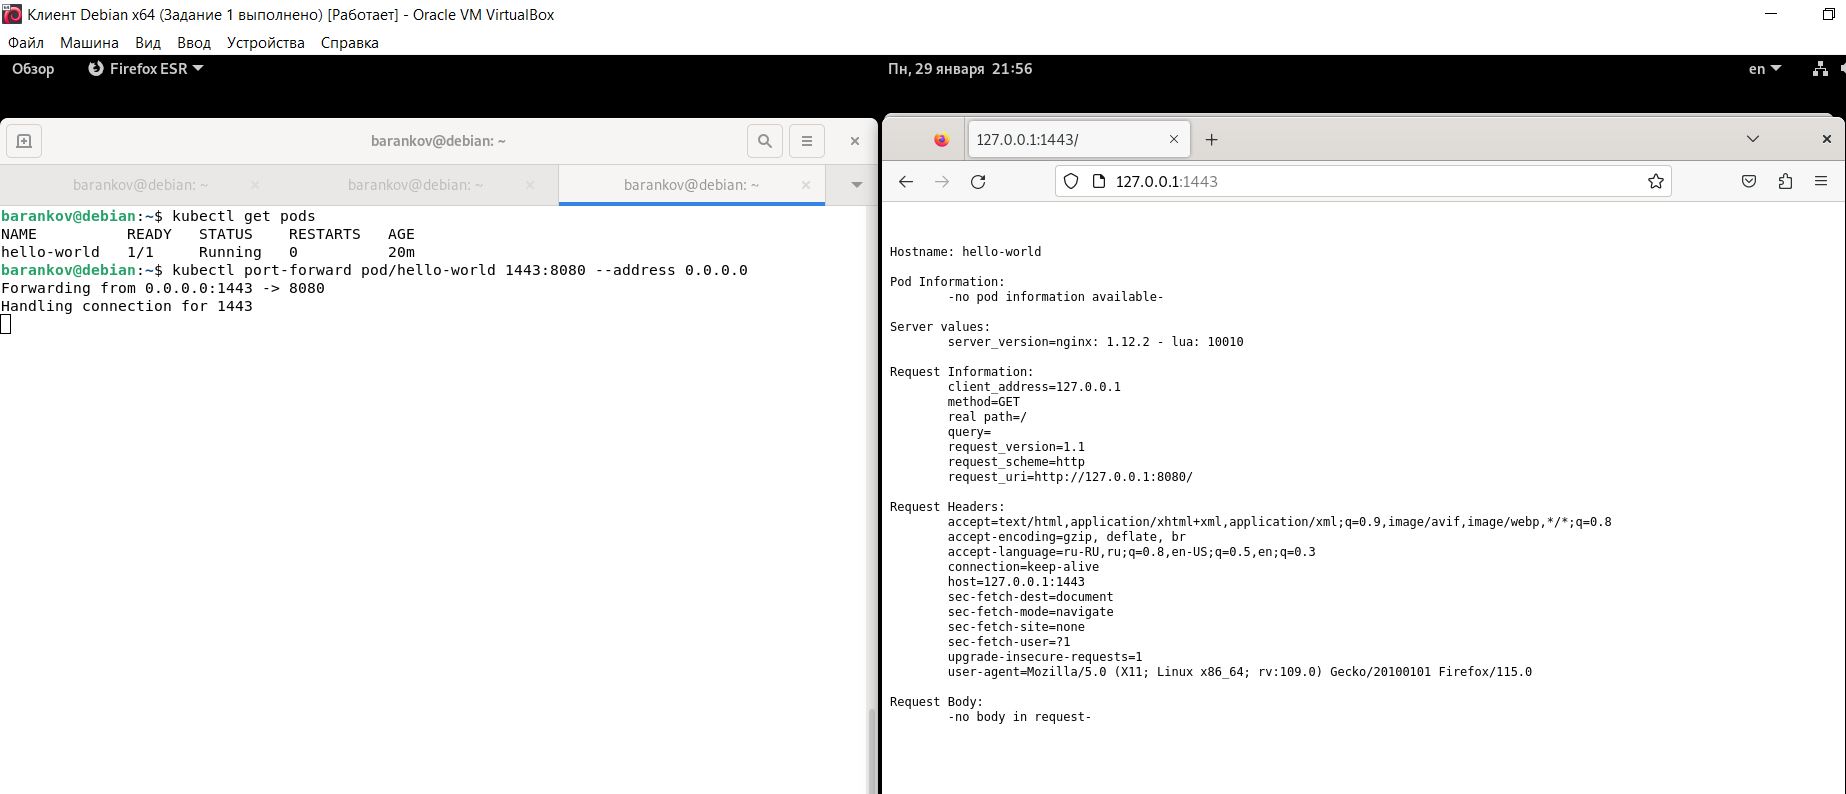 Клиент Debian x64 (Задание 1 выполнено) [Работает] - Oracle VM VirtualBox
Файл Машина Вид Ввод Устройства Справка
Обзор Firefox ESR Пн, 29 января 21:56 en
barankov@debian: ~
barankov@debian: ~ barankov@debian: ~ barankov@debian: ~
barankov@debian:~$ kubectl get pods
NAME READY STATUS RESTARTS AGE
hello-world 1/1 Running 0 20m
barankov@debian:~$ kubectl port-forward pod/hello-world 1443:8080 --address 0.0.0.0
Forwarding from 0.0.0.0:1443 -> 8080
Handling connection for 1443
127.0.0.1:1443/
127.0.0.1:1443
Hostname: hello-world
Pod Information:
-no pod information available-
Server values:
server_version=nginx: 1.12.2 - lua: 10010
Request Information:
client_address=127.0.0.1
method=GET
real path=/
query=
request_version=1.1
request_scheme=http
request_uri=http://127.0.0.1:8080/
Request Headers:
accept=text/html,application/xhtml+xml,application/xml;q=0.9,image/avif,image/webp,*/*;q=0.8
accept-encoding=gzip, deflate, br
accept-language=ru-RU,ru;q=0.8,en-US;q=0.5,en;q=0.3
connection=keep-alive
host=127.0.0.1:1443
sec-fetch-dest=document
sec-fetch-mode=navigate
sec-fetch-site=none
sec-fetch-user=?1
upgrade-insecure-requests=1
user-agent=Mozilla/5.0 (X11; Linux x86_64; rv:109.0) Gecko/20100101 Firefox/115.0
Request Body:
-no body in request-